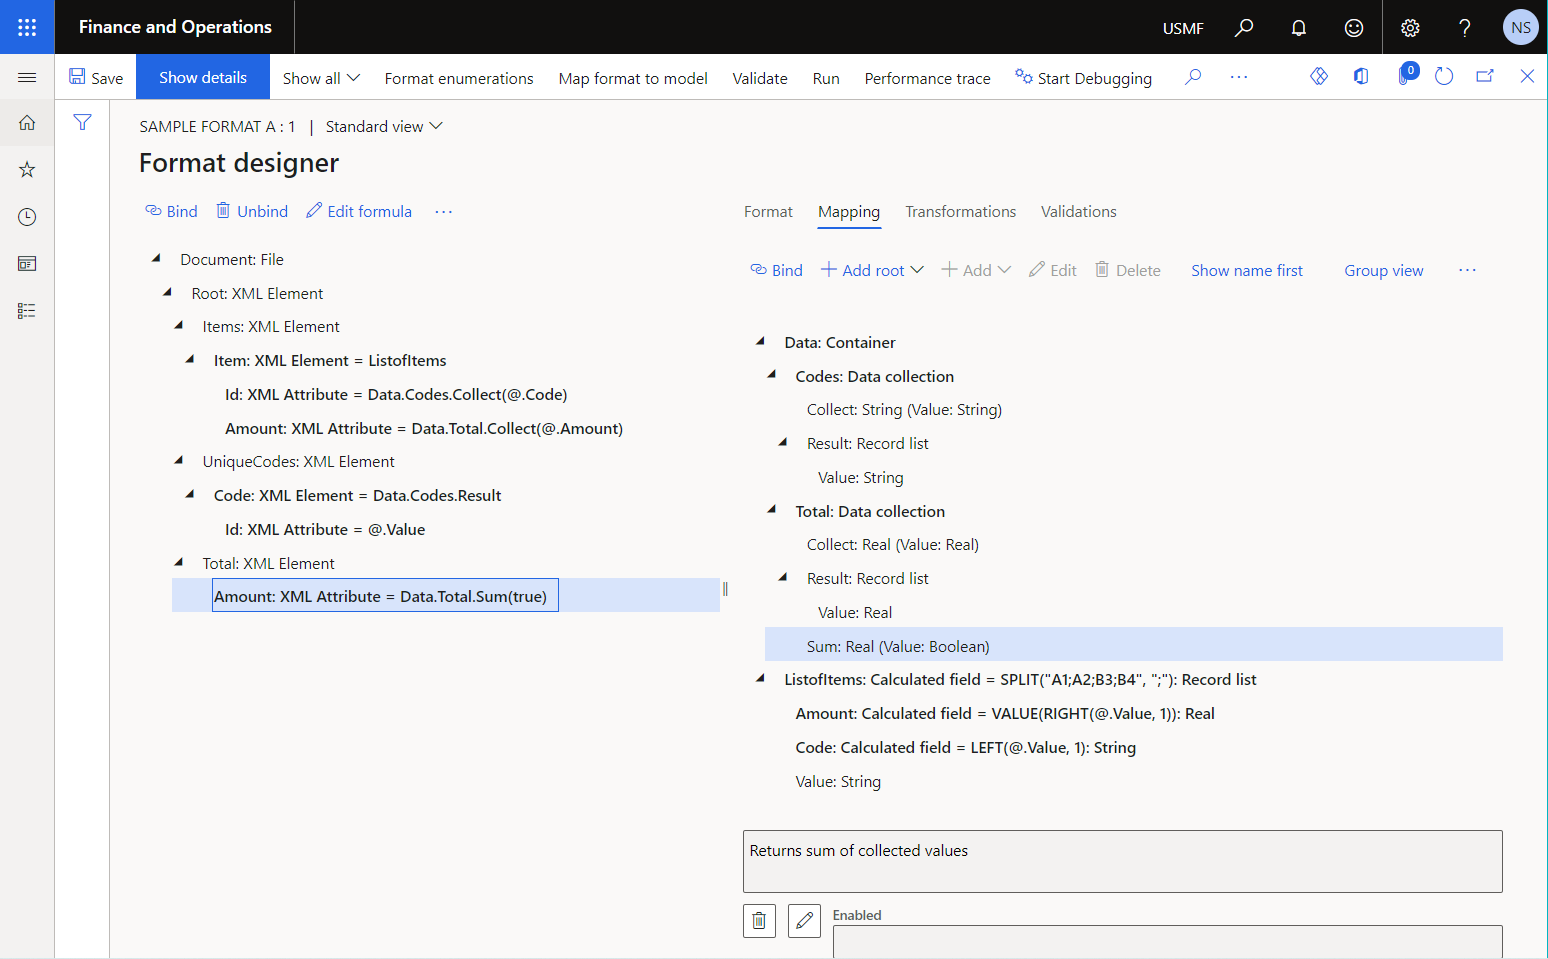 Finance and Operations
USMF
NS
Save
Show details
Show all
Format enumerations
Map format to model
Validate
Run
Performance trace
Start Debugging
···
0
SAMPLE FORMAT A : 1 | Standard view
Format designer
Bind
Unbind
Edit formula
···
Document: File
Root: XML Element
Items: XML Element
Item: XML Element = ListofItems
Id: XML Attribute = Data.Codes.Collect(@.Code)
Amount: XML Attribute = Data.Total.Collect(@.Amount)
UniqueCodes: XML Element
Code: XML Element = Data.Codes.Result
Id: XML Attribute = @.Value
Total: XML Element
Amount: XML Attribute = Data.Total.Sum(true)
Format
Mapping
Transformations
Validations
Bind
Add root
Add
Edit
Delete
Show name first
Group view
···
Data: Container
Codes: Data collection
Collect: String (Value: String)
Result: Record list
Value: String
Total: Data collection
Collect: Real (Value: Real)
Result: Record list
Value: Real
Sum: Real (Value: Boolean)
ListofItems: Calculated field = SPLIT("A1;A2;B3;B4", ";"): Record list
Amount: Calculated field = VALUE(RIGHT(@.Value, 1)): Real
Code: Calculated field = LEFT(@.Value, 1): String
Value: String
Returns sum of collected values
Enabled